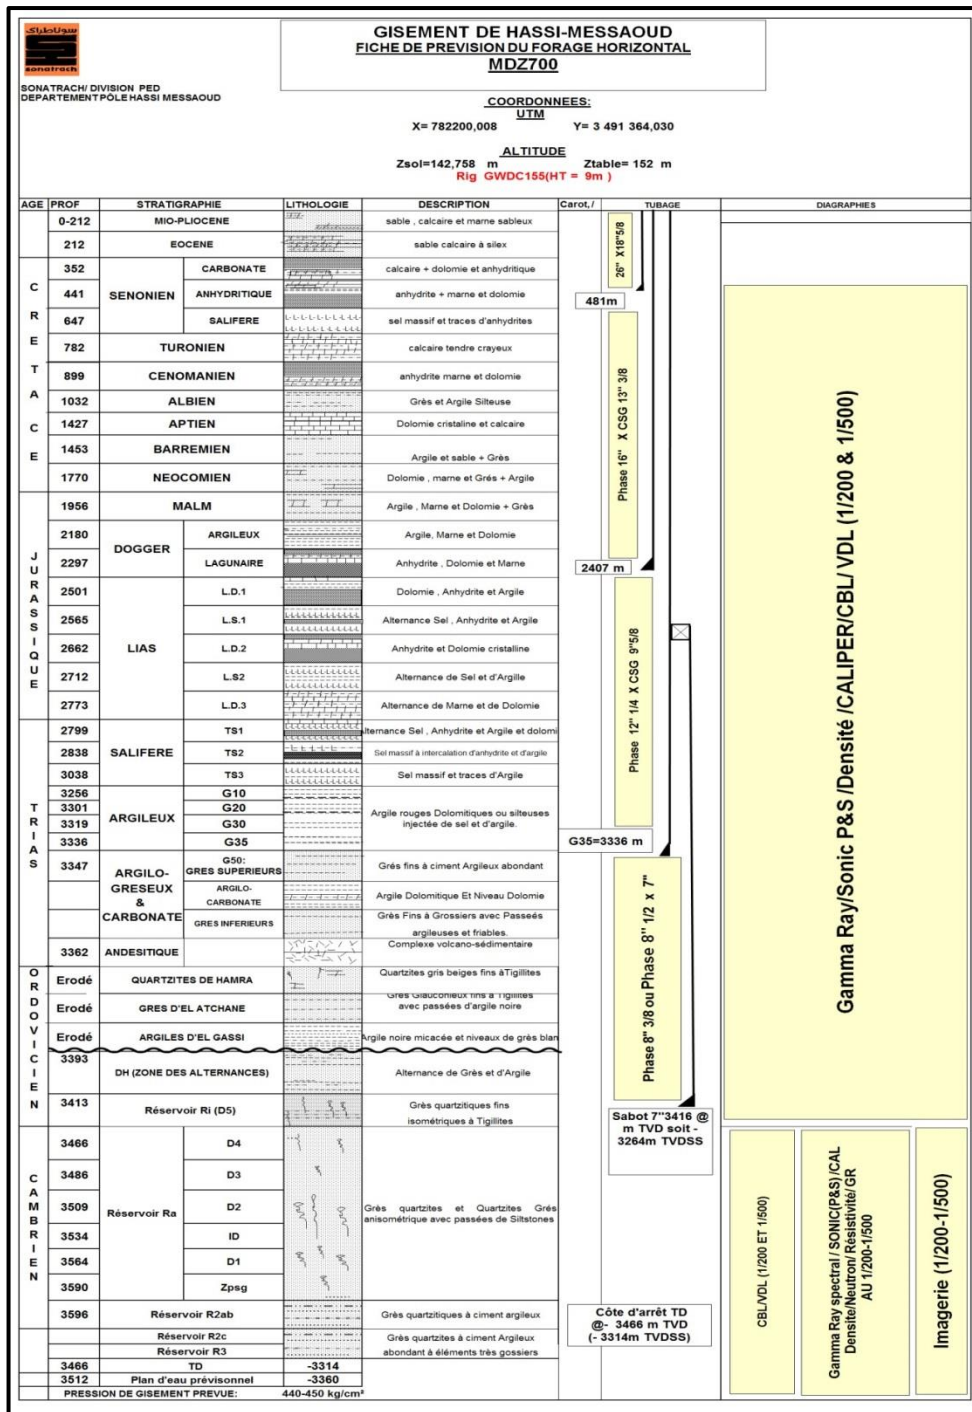 سوناطراك
sonatrach
SONATRACH/ DIVISION PED
DEPARTEMENT PÔLE HASSI MESSAOUD
GISEMENT DE HASSI-MESSAOUD
FICHE DE PREVISION DU FORAGE HORIZONTAL
MDZ700
COORDONNEES:
UTM
X= 782200,008 Y= 3 491 364,030
ALTITUDE
Zsol=142,758 m Ztable= 152 m
Rig GWDC155(HT = 9m )
AGE PROF STRATIGRAPHIE LITHOLOGIE DESCRIPTION Carot,/ TUBAGE DIAGRAPHIES
0-212 MIO-PLIOCENE sable , calcaire et marne sableux
212 EOCENE sable calcaire à silex
CRETACE
352 SENONIEN CARBONATE calcaire + dolomie et anhydritique
441 ANHYDRITIQUE anhydrite + marne et dolomie
647 SALIFERE sel massif et traces d'anhydrites
782 TURONIEN calcaire tendre crayeux
899 CENOMANIEN anhydrite marne et dolomie
1032 ALBIEN Grès et Argile Silteuse
1427 APTIEN Dolomie cristaline et calcaire
1453 BARREMIEN Argile et sable + Grès
1770 NEOCOMIEN Dolomie , marne et Grés + Argile
JURASSIQUE
1956 MALM Argile , Marne et Dolomie + Grès
2180 DOGGER ARGILEUX Argile, Marne et Dolomie
2297 LAGUNAIRE Anhydrite , Dolomie et Marne
2501 LIAS L.D.1 Dolomie , Anhydrite et Argile
2565 L.S.1 Alternance Sel , Anhydrite et Argile
2662 L.D.2 Anhydrite et Dolomie cristalline
2712 L.S2 Alternance de Sel et d'Argille
2773 L.D.3 Alternance de Marne et de Dolomie
TRIAS
2799 SALIFERE TS1 lternance Sel , Anhydrite et Argile et dolomi
2838 TS2 Sel massif à intercalation d'anhydrite et d'argile
3038 TS3 Sel massif et traces d'Argile
3256 ARGILEUX G10
3301 G20 Argile rouges Dolomitiques ou silteuses
3319 G30 injectée de sel et d'argile.
3336 G35
3347 ARGILO-GRESEUX & CARBONATE G50: GRES SUPERIEURS Grés fins à ciment Argileux abondant
ARGILO-CARBONATE Argile Dolomitique Et Niveau Dolomie
GRES INFERIEURS Grès Fins à Grossiers avec Passeés
argileuses et friables.
3362 ANDESITIQUE Complexe volcano-sédimentaire
ORDOVICIEN
Erodé QUARTZITES DE HAMRA Quartzites gris beiges fins àTigillites
Erodé GRES D'EL ATCHANE Grès Glauconieux fins à Tigillites
avec passées d'argile noire
Erodé ARGILES D'EL GASSI Argile noire micacée et niveaux de grès blan
3393 DH (ZONE DES ALTERNANCES) Alternance de Grès et d'Argile
3413 Réservoir Ri (D5) Grès quartzitiques fins
isométriques à Tigillites
CAMBRIEN
3466 Réservoir Ra D4
3486 D3
3509 D2 Grès quartzites et Quartzites Grés
anisométrique avec passées de Siltstones
3534 ID
3564 D1
3590 Zpsg
3596 Réservoir R2ab Grès quartzitiques à ciment argileux
Réservoir R2c Grès quartzites à ciment Argileux
Réservoir R3 abondant à éléments très gossiers
3466 TD -3314
3512 Plan d'eau prévisonnel -3360
PRESSION DE GISEMENT PREVUE: 440-450 kg/cm²
26" X18"5/8
481m
Phase 16" X CSG 13" 3/8
2407 m
Phase 12" 1/4 X CSG 9"5/8
G35=3336 m
Phase 8" 3/8 ou Phase 8" 1/2 x 7"
Sabot 7"3416 @
m TVD soit -
3264m TVDSS
Côte d'arrêt TD
@- 3466 m TVD
(- 3314m TVDSS)
Gamma Ray/Sonic P&S /Densité /CALIPER/CBL/ VDL (1/200 & 1/500)
CBL/VDL (1/200 ET 1/500)
Gamma Ray spectral / SONIC(P&S) /CAL
Densite/Neutron/ Résistivité/ GR
AU 1/200-1/500
Imagerie (1/200-1/500)